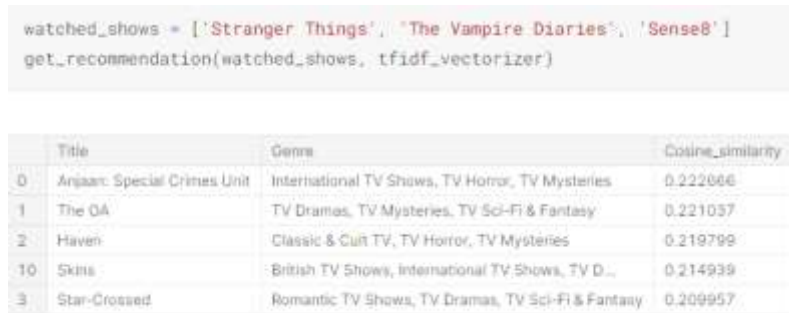 watched_shows = ['Stranger Things', 'The Vampire Diaries', 'Sense8']
get_recommendation(watched_shows, tfidf_vectorizer)
Title Genre Cosine_similarity
0 Anjaan: Special Crimes Unit International TV Shows, TV Horror, TV Mysteries 0.222666
1 The OA TV Dramas, TV Mysteries, TV Sci-Fi & Fantasy 0.221037
2 Haven Classic & Cult TV, TV Horror, TV Mysteries 0.219799
10 Skins British TV Shows, International TV Shows, TV D... 0.214939
3 Star-Crossed Romantic TV Shows, TV Dramas, TV Sci-Fi & Fantasy 0.209957